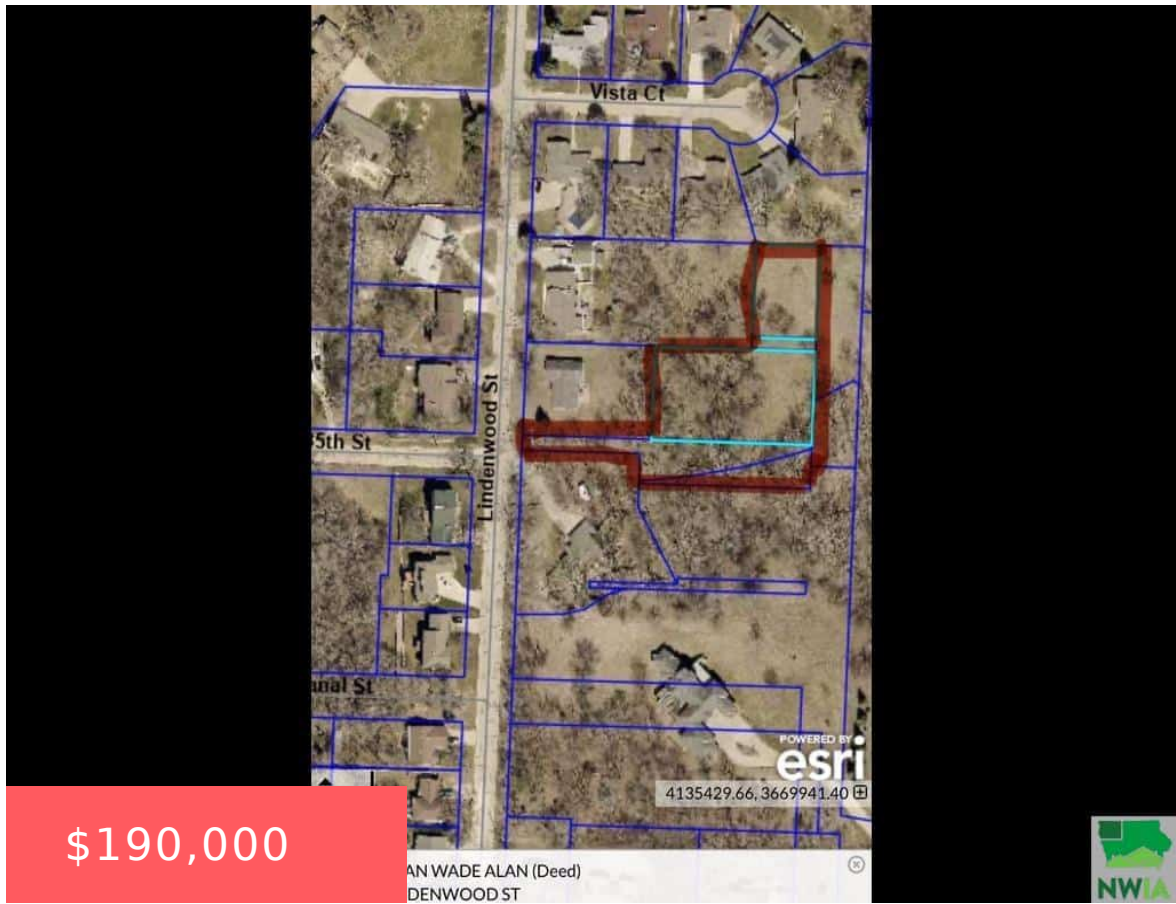 Vista Ct
Lindenwood St
5th St
anal St
POWERED BY
esri
4135429.66, 3669941.40
$190,000
AN WADE ALAN (Deed)
DENWOOD ST
NWIA